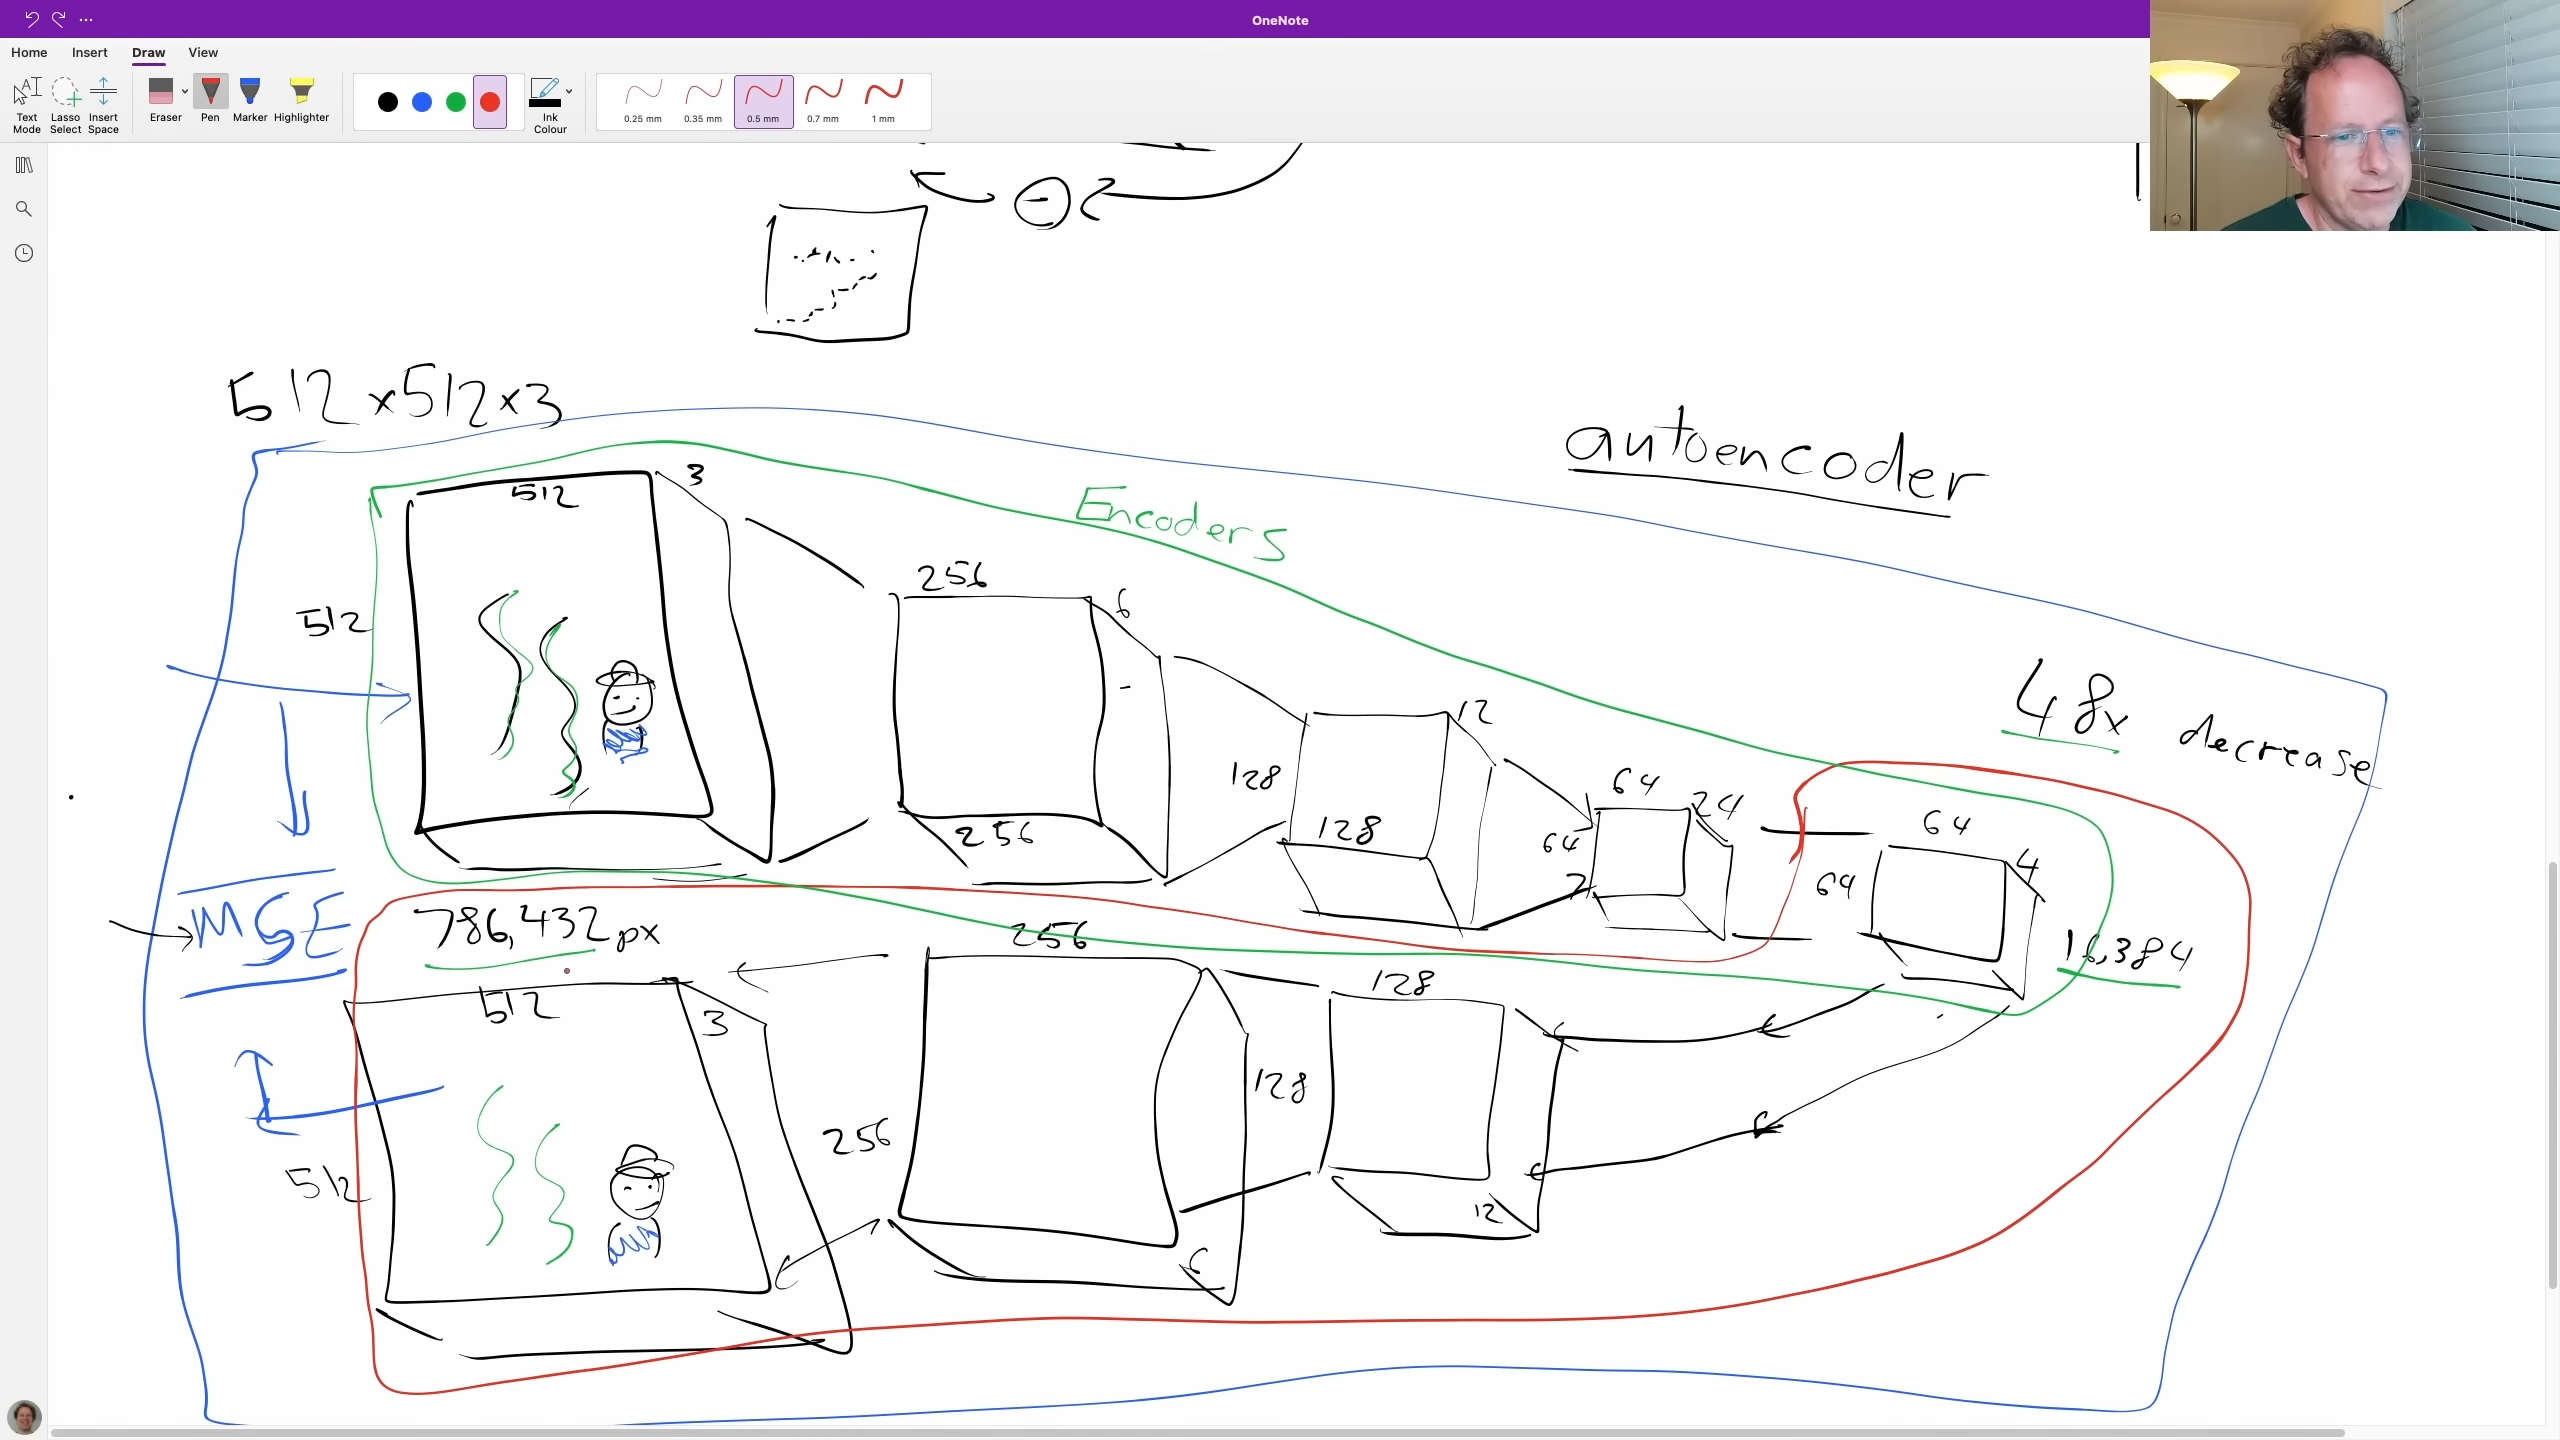 OneNote
Home Insert Draw View
Text Mode
Lasso Select
Insert Space
Eraser
Pen
Marker
Highlighter
Ink Colour
0.25 mm
0.35 mm
0.5 mm
0.7 mm
1 mm
512x512x3
autoencoder
512
3
Encoders
512
256
6
48x decrease
12
128
128
64
24
64
64
4
64
256
MSE
786,432 px
256
16,384
512
3
128
128
256
512
12
6